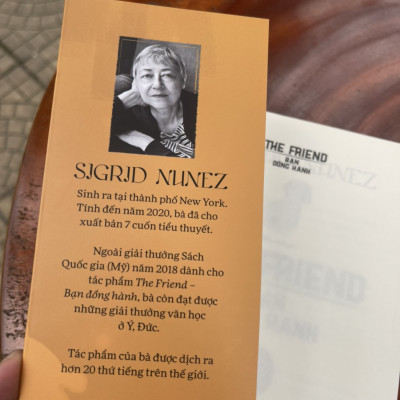 SIGRID NUNEZ
Sinh ra tại thành phố New York.
Tính đến năm 2020, bà đã cho
xuất bản 7 cuốn tiểu thuyết.
Ngoài giải thưởng Sách
Quốc gia (Mỹ) năm 2018 dành cho
tác phẩm The Friend –
Bạn đồng hành, bà còn đạt được
những giải thưởng văn học
ở Ý, Đức.
Tác phẩm của bà được dịch ra
hơn 20 thứ tiếng trên thế giới.
THE FRIEND
BẠN
ĐỒNG HÀNH